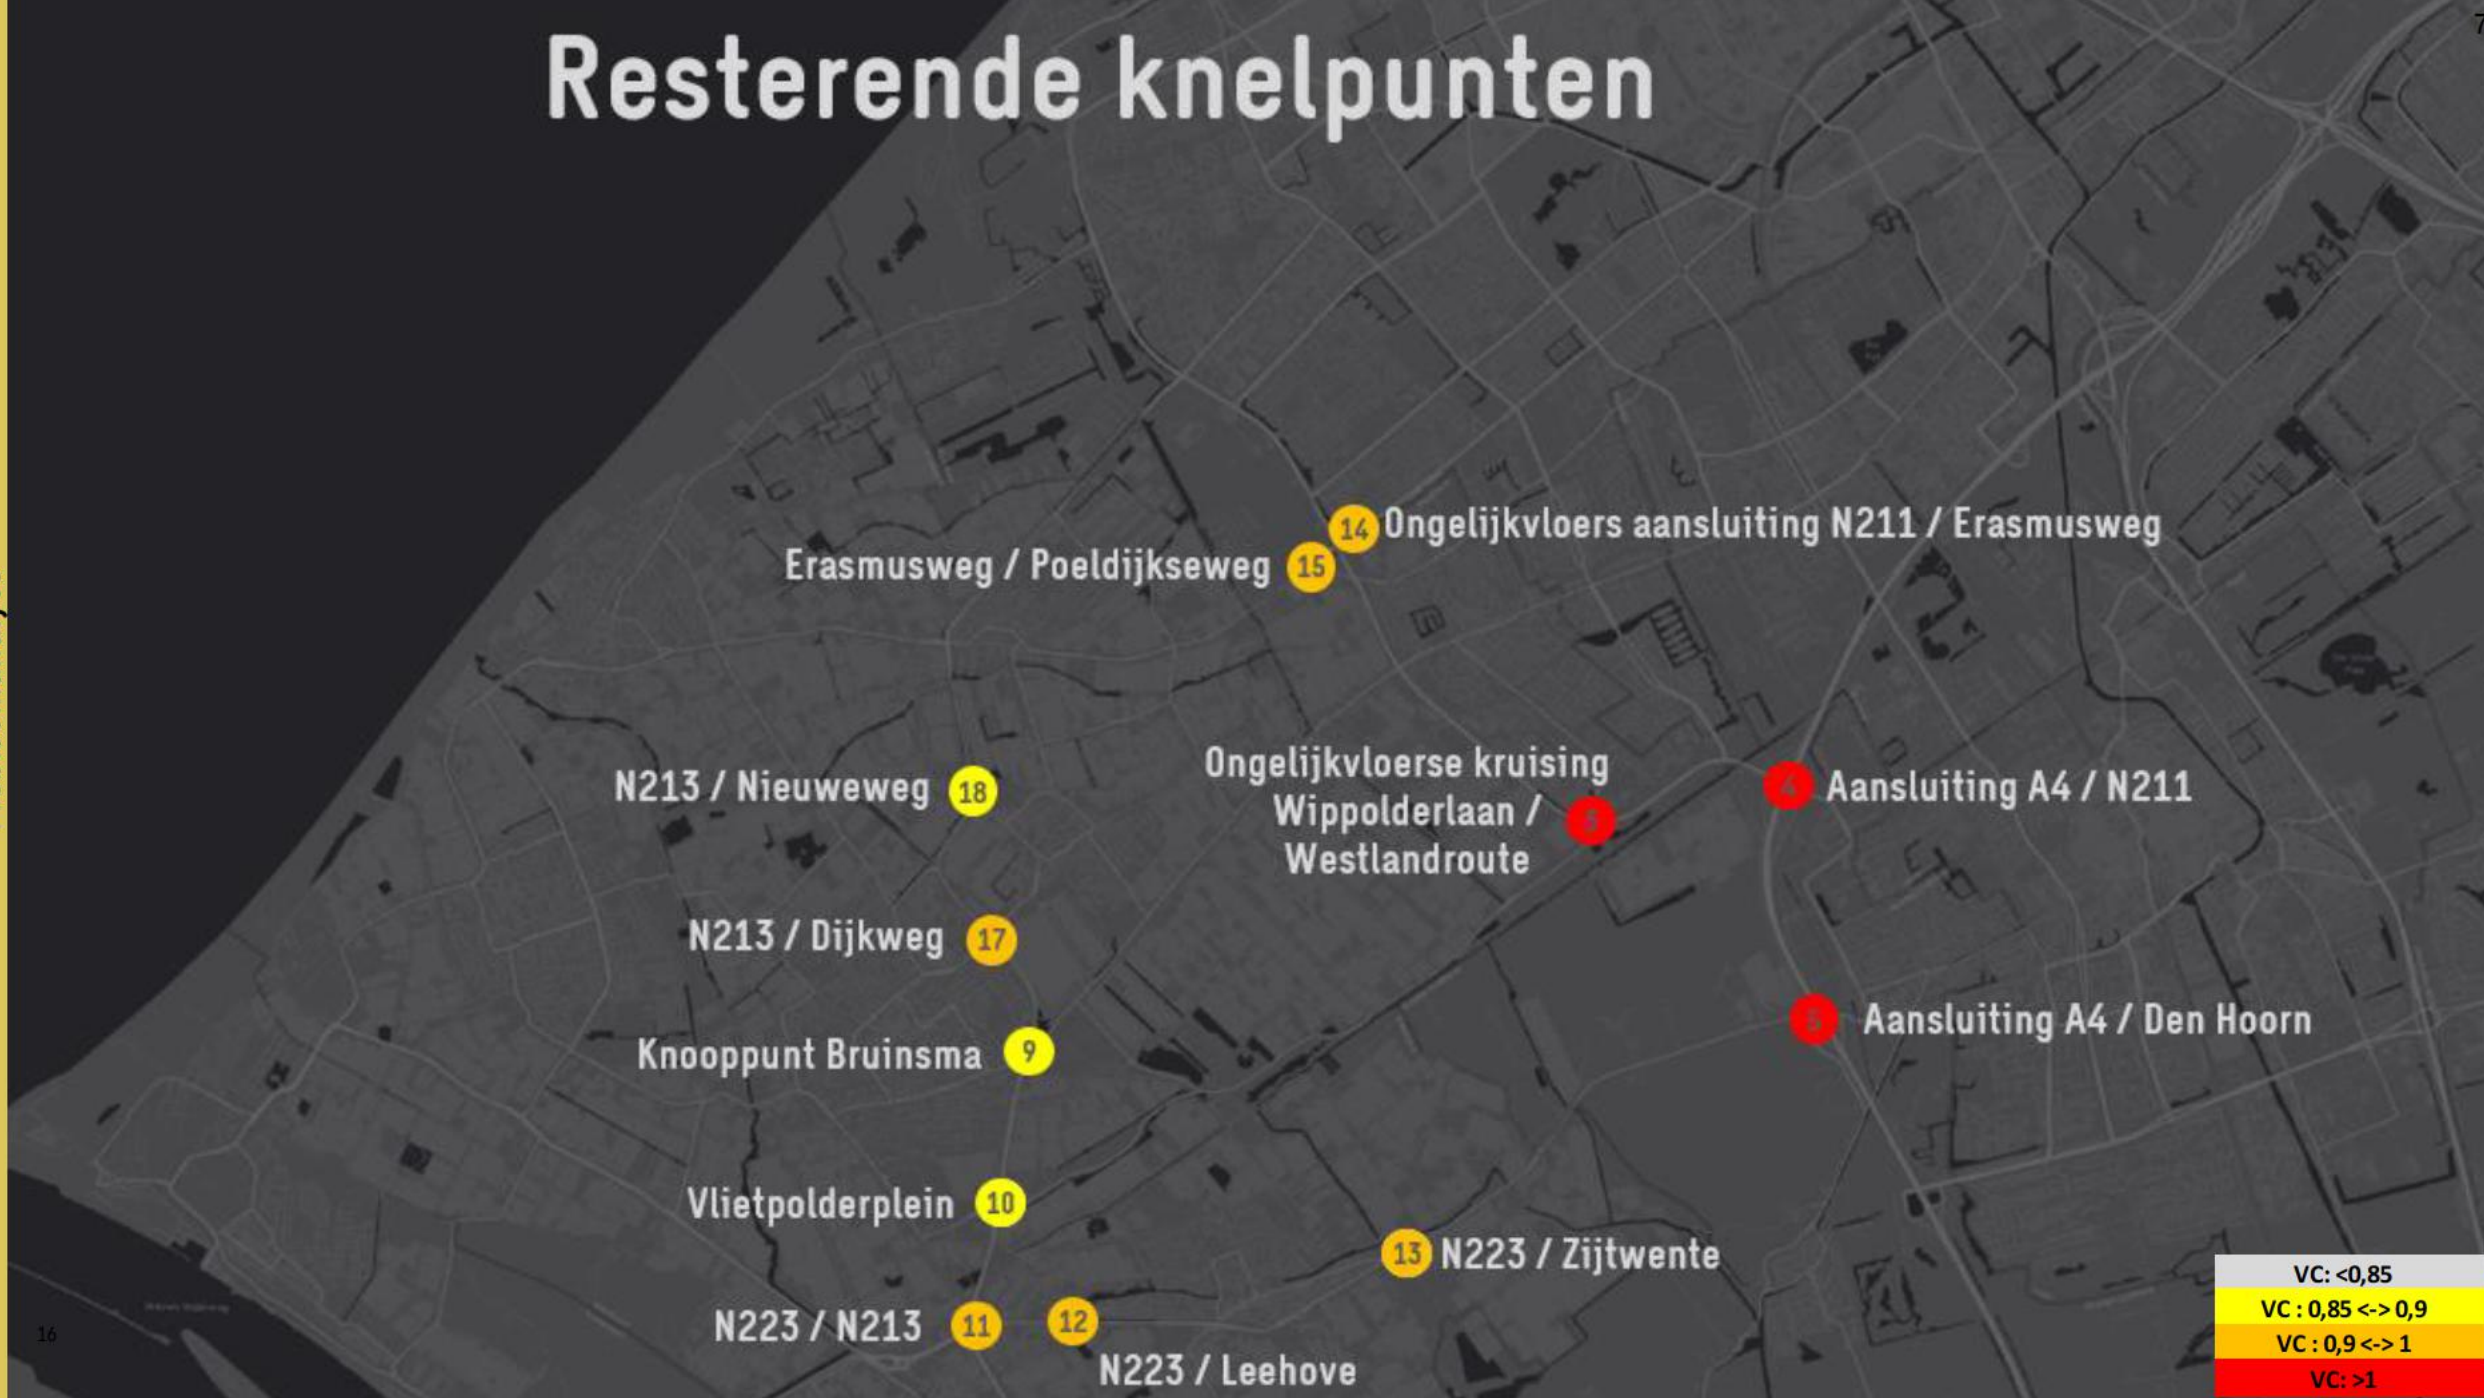 Resterende knelpunten
7
14 Ongelijkvloers aansluiting N211 / Erasmusweg
Erasmusweg / Poeldijkseweg 15
Ongelijkvloerse kruising
Wippolderlaan /
Westlandroute
N213 / Nieuweweg 18
4 Aansluiting A4 / N211
N213 / Dijkweg 17
Aansluiting A4 / Den Hoorn
Knooppunt Bruinsma 9
Vlietpolderplein 10
13 N223 / Zijtwente
N223 / N213 11
12
N223 / Leehove
16
VC: <0,85
VC : 0,85 <-> 0,9
VC : 0,9 <-> 1
VC: >1